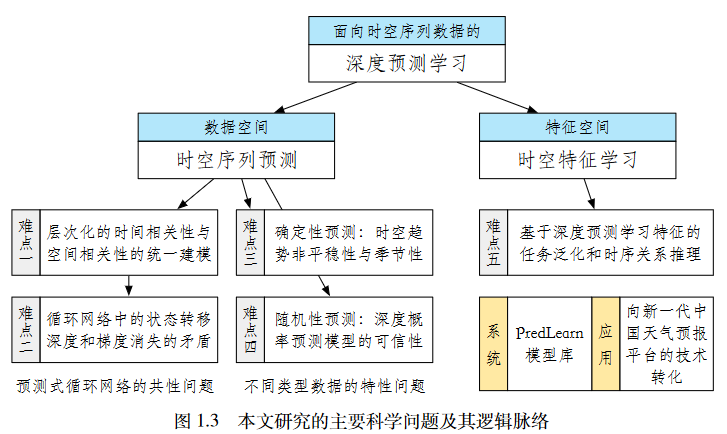 面向时空序列数据的
深度预测学习
数据空间
时空序列预测
特征空间
时空特征学习
难点一
层次化的时间相关性与
空间相关性的统一建模
难点三
确定性预测：时空趋
势非平稳性与季节性
难点五
基于深度预测学习特征的
任务泛化和时序关系推理
难点二
循环网络中的状态转移
深度和梯度消失的矛盾
难点四
随机性预测：深度概
率预测模型的可信性
系统
PredLearn
模型库
应用
向新一代中
国天气预报
平台的技术
转化
预测式循环网络的共性问题
不同类型数据的特性问题
图 1.3 本文研究的主要科学问题及其逻辑脉络